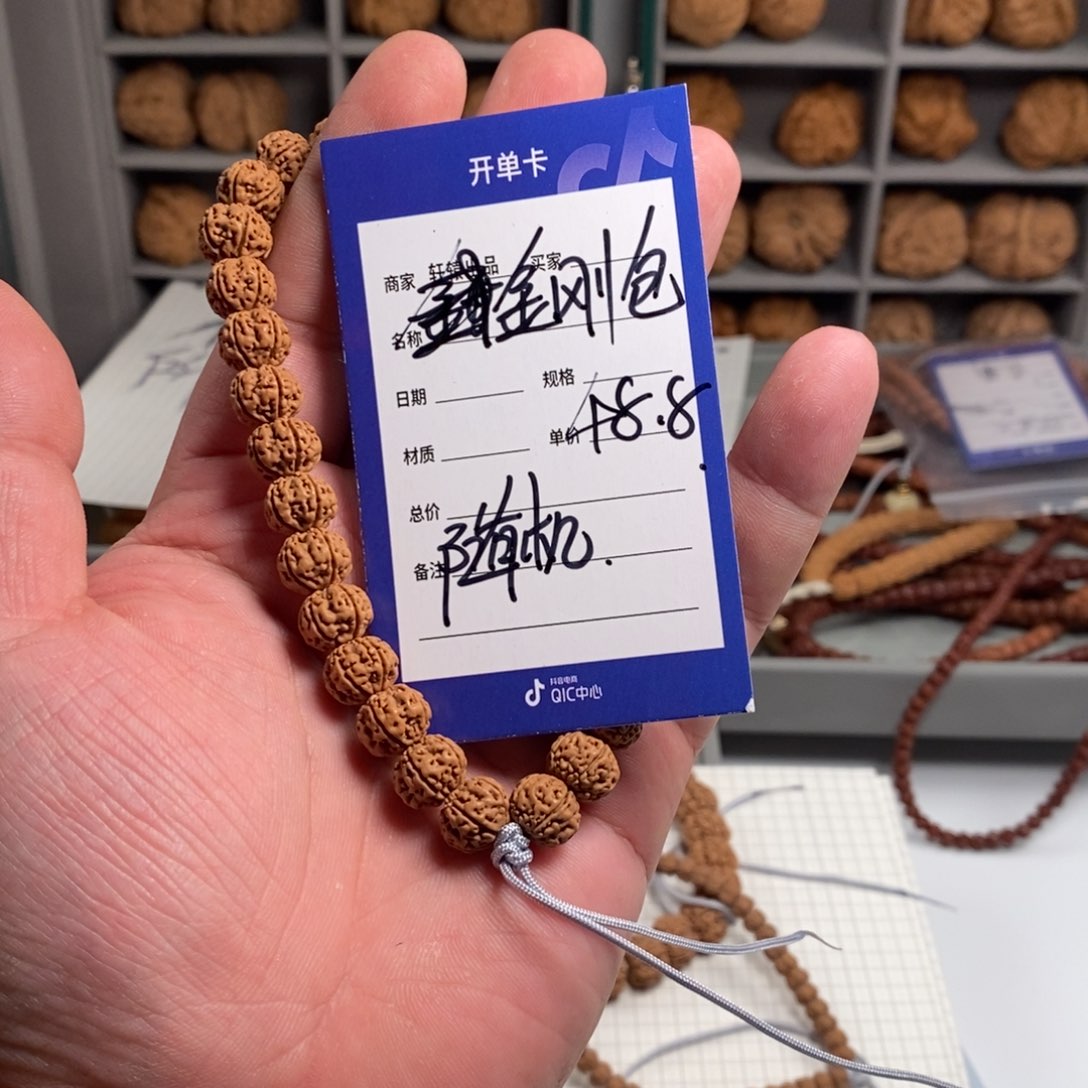 开单卡
商家 买家
名称 金刚包
日期 规格
材质 单价 18.8
总价
备注 随机.
抖音电商
QIC中心